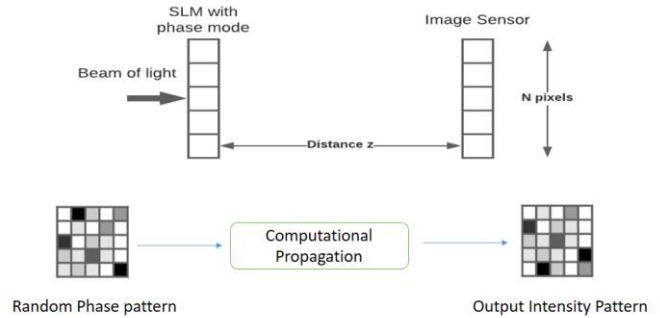 SLM with
phase mode
Image Sensor
Beam of light
N pixels
Distance z
Computational
Propagation
Random Phase pattern
Output Intensity Pattern